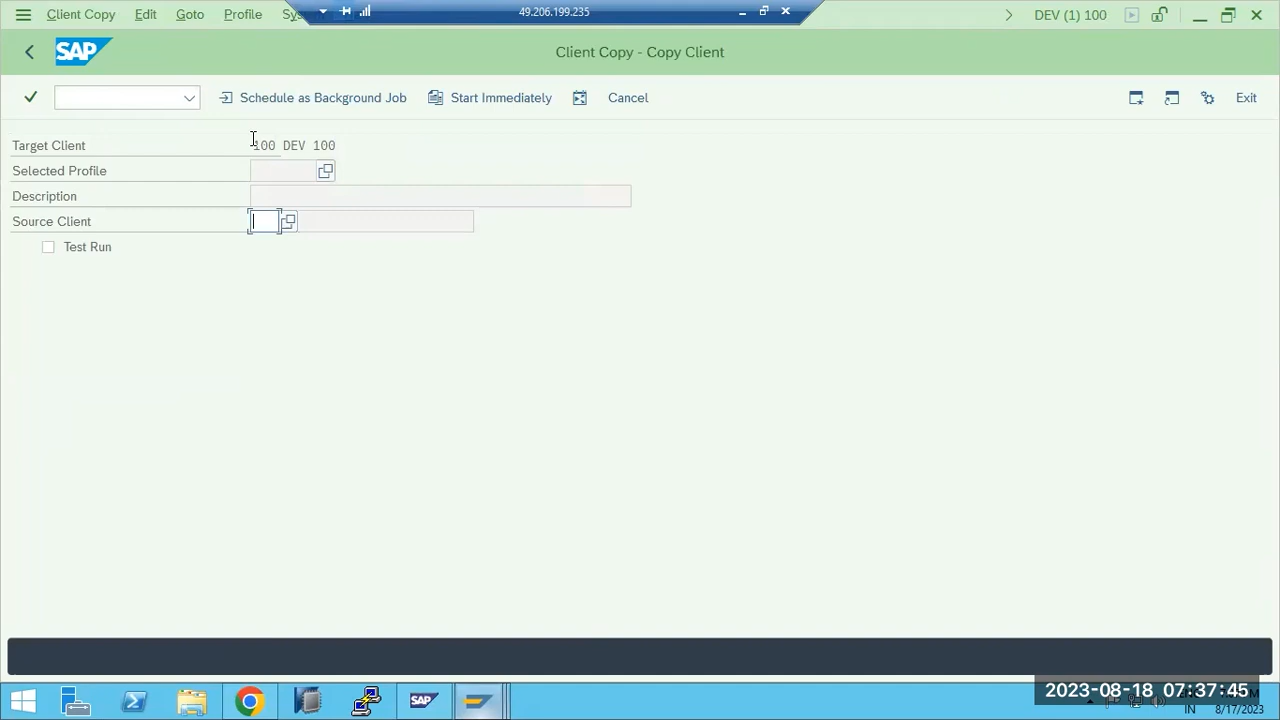 Client Copy Edit Goto Profile 49.206.199.235 DEV (1) 100
SAP Client Copy - Copy Client
Schedule as Background Job Start Immediately Cancel Exit
Target Client 100 DEV 100
Selected Profile
Description
Source Client
Test Run
SAP
2023-08-18 07:37:45
IN 8/17/2023